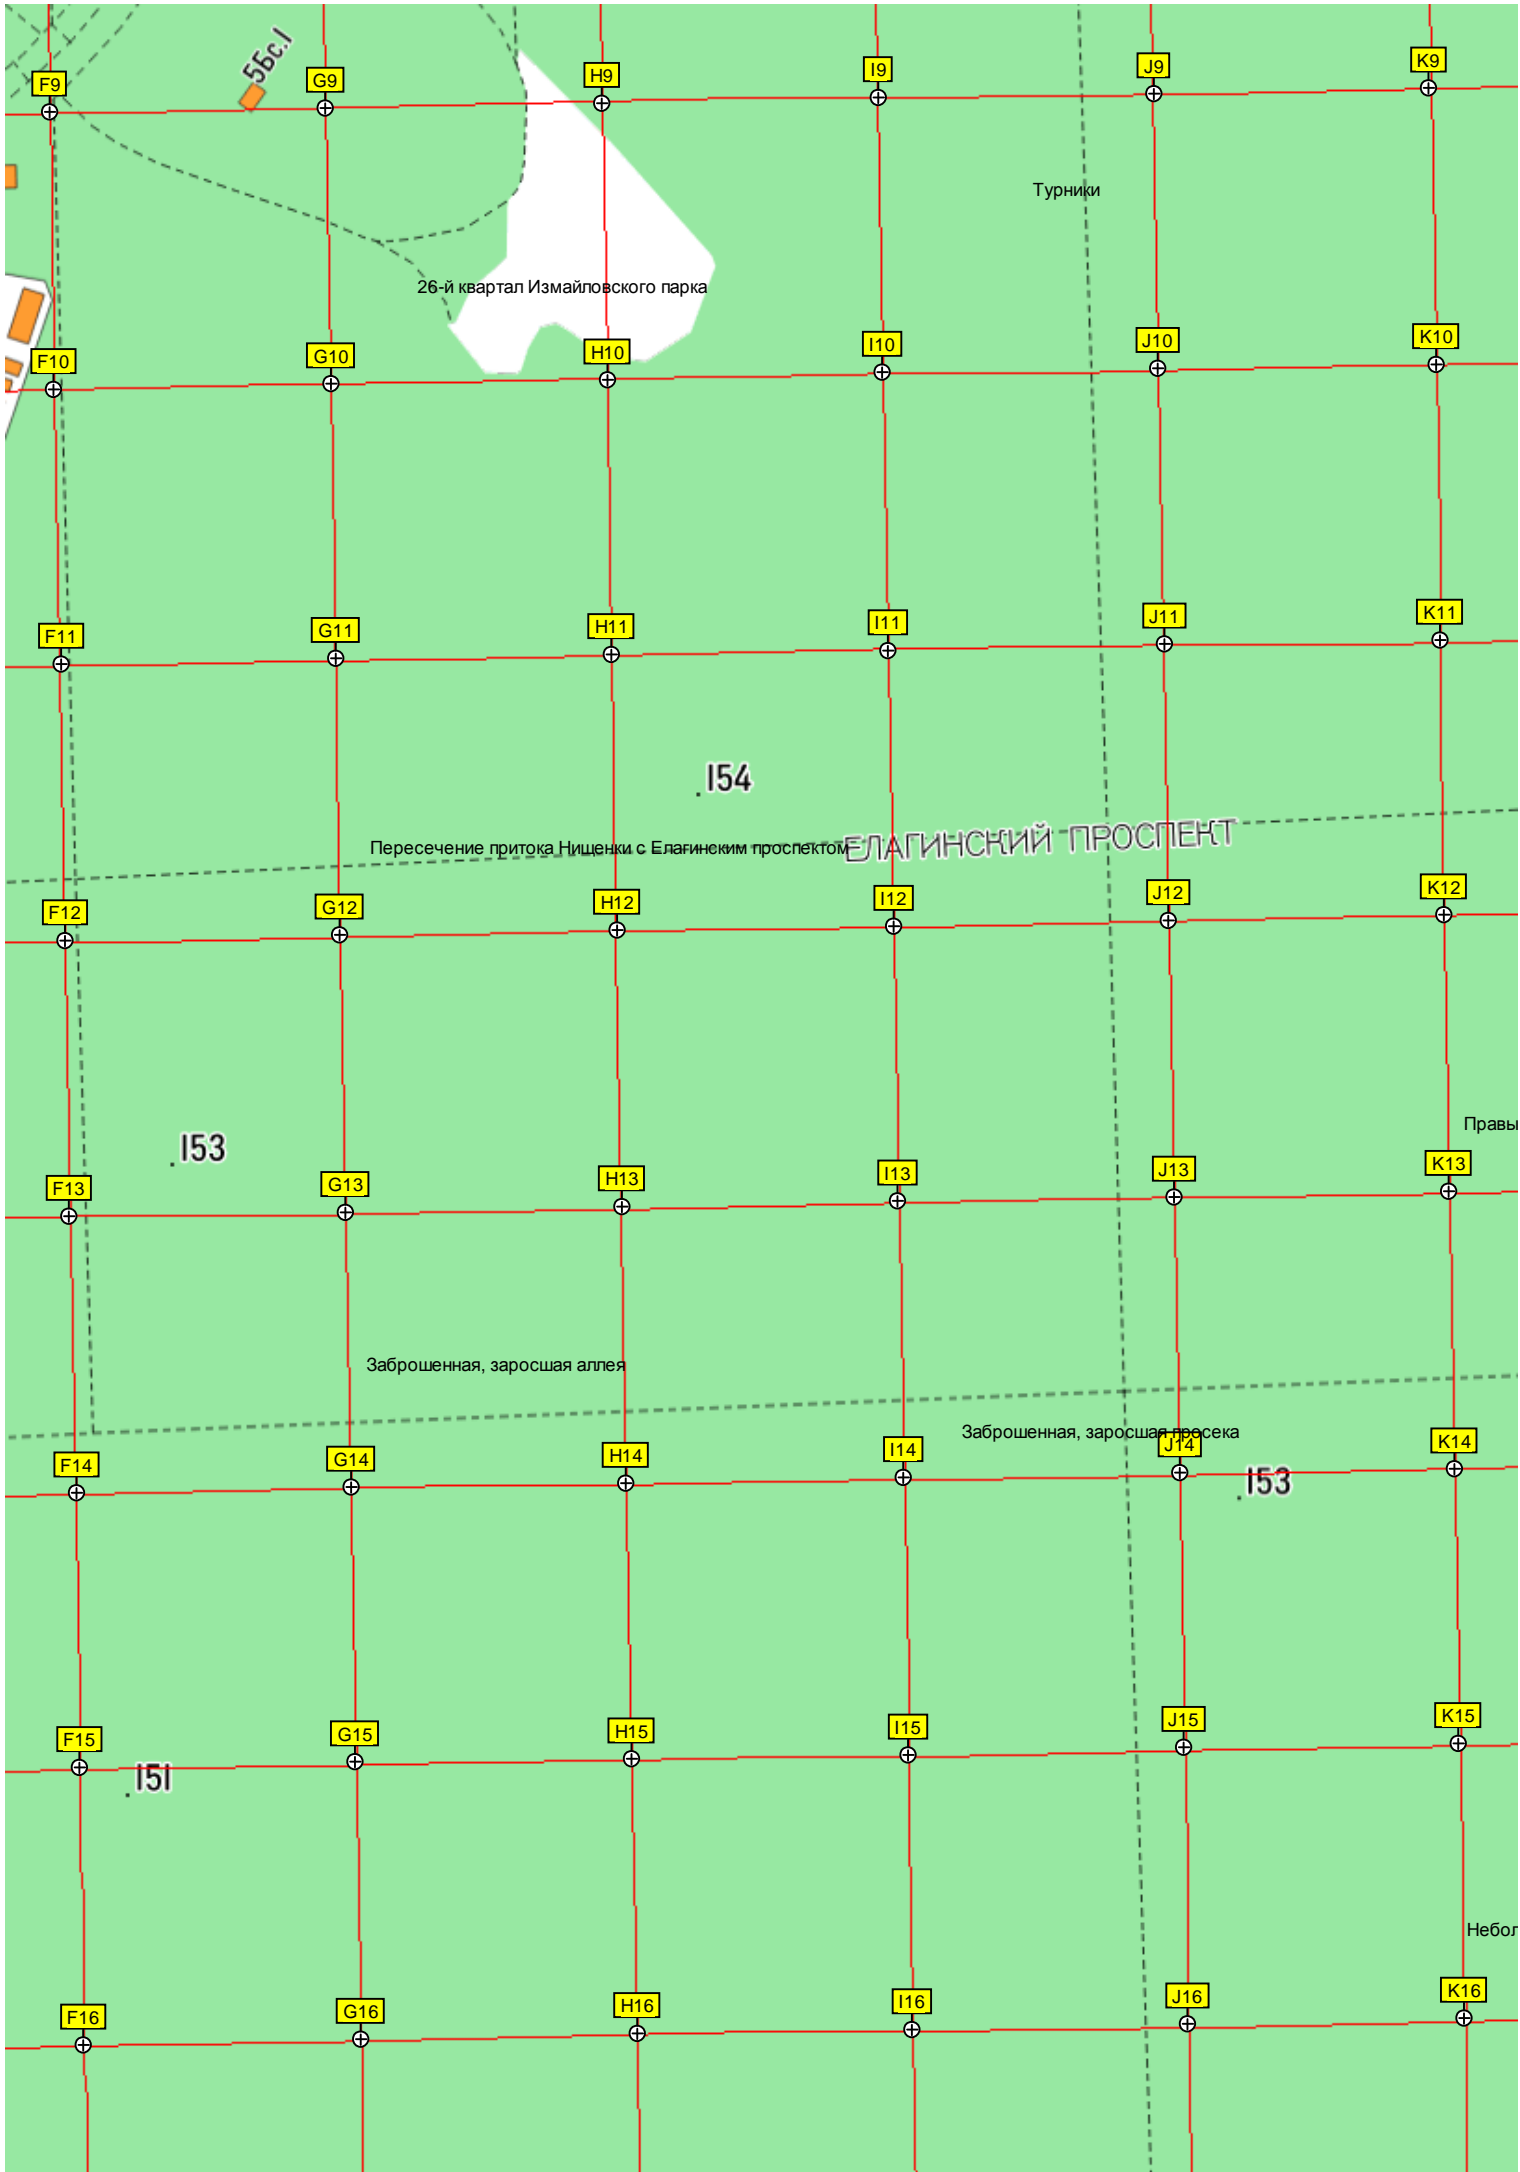 5Бс.1
F9
G9
H9
I9
J9
K9
Турники
26-й квартал Измайловского парка
F10
G10
H10
I10
J10
K10
F11
G11
H11
I11
J11
K11
154
ЕЛАГИНСКИЙ ПРОСПЕКТ
Пересечение притока Нищенки с Елагинским проспектом
F12
G12
H12
I12
J12
K12
Правы
153
F13
G13
H13
I13
J13
K13
Заброшенная, заросшая аллея
Заброшенная, заросшая просека
F14
G14
H14
I14
J14
K14
153
F15
G15
H15
I15
J15
K15
151
Небол
F16
G16
H16
I16
J16
K16